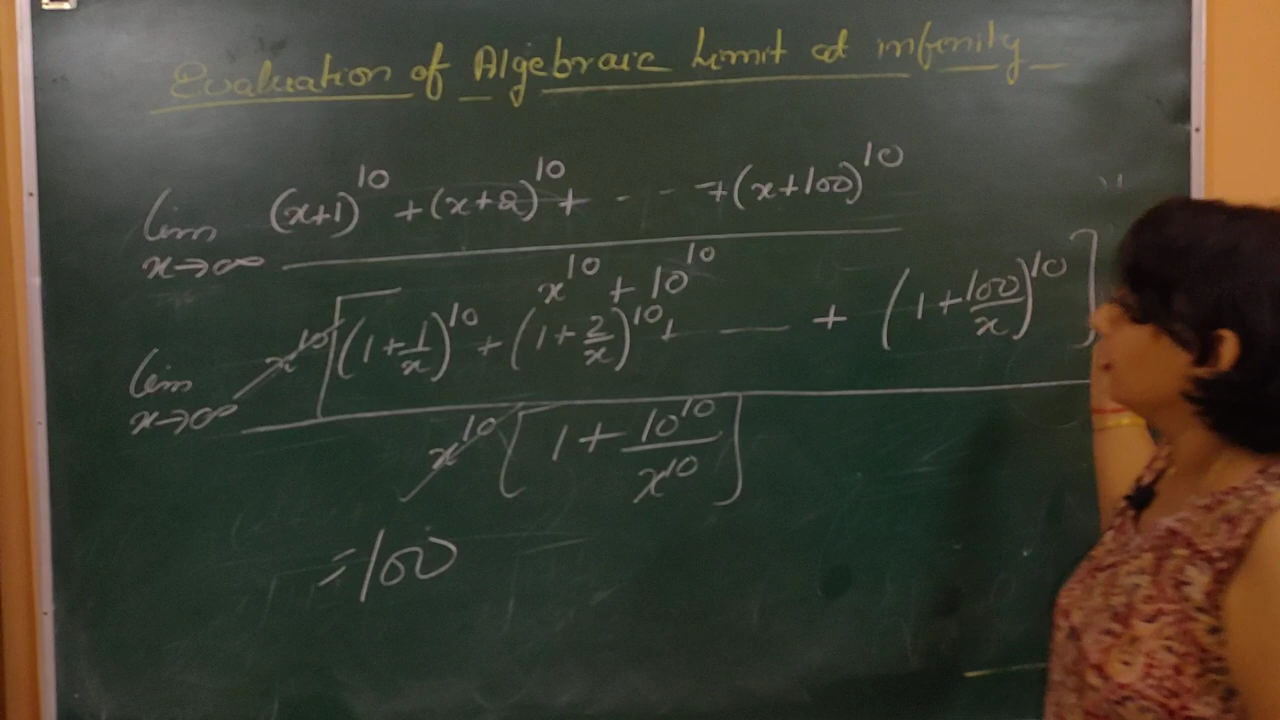 Evaluation of Algebraic Limit at infinity
lim x→∞ (x+1)^10 + (x+2)^10 + - - - + (x+100)^10
x^10 + 10^10
lim x→∞ x^10 [(1+1/x)^10 + (1+2/x)^10 + —— + (1+100/x)^10]
x^10 [1 + 10^10/x^10]
=100